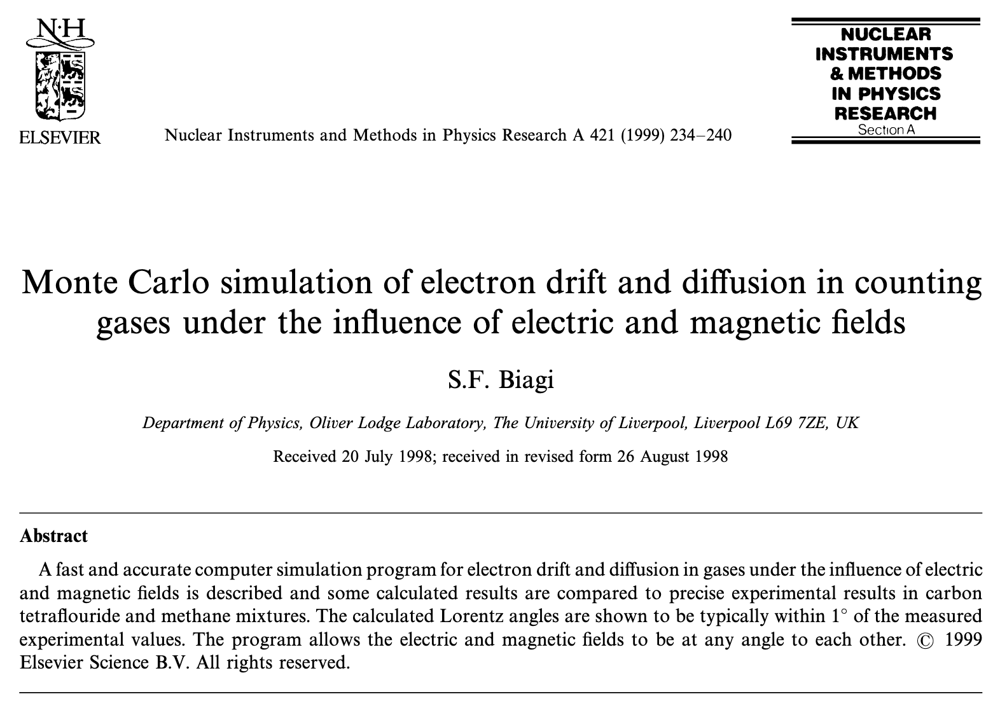 N·H
ELSEVIER
Nuclear Instruments and Methods in Physics Research A 421 (1999) 234–240
NUCLEAR
INSTRUMENTS
& METHODS
IN PHYSICS
RESEARCH
Section A
Monte Carlo simulation of electron drift and diffusion in counting
gases under the influence of electric and magnetic fields
S.F. Biagi
Department of Physics, Oliver Lodge Laboratory, The University of Liverpool, Liverpool L69 7ZE, UK
Received 20 July 1998; received in revised form 26 August 1998
Abstract
A fast and accurate computer simulation program for electron drift and diffusion in gases under the influence of electric
and magnetic fields is described and some calculated results are compared to precise experimental results in carbon
tetraflouride and methane mixtures. The calculated Lorentz angles are shown to be typically within 1° of the measured
experimental values. The program allows the electric and magnetic fields to be at any angle to each other. © 1999
Elsevier Science B.V. All rights reserved.